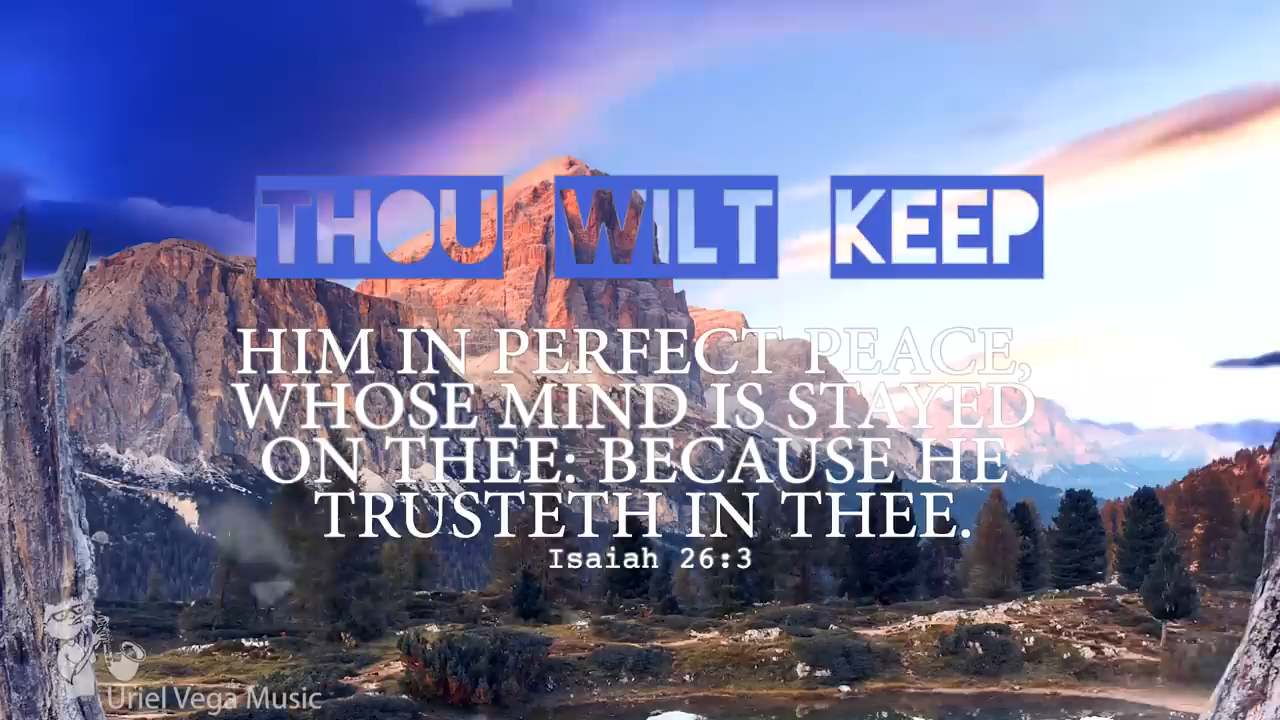 THOU WILT KEEP
HIM IN PERFECT PEACE,
WHOSE MIND IS STAYED
ON THEE: BECAUSE HE
TRUSTETH IN THEE.
Isaiah 26:3
Uriel Vega Music